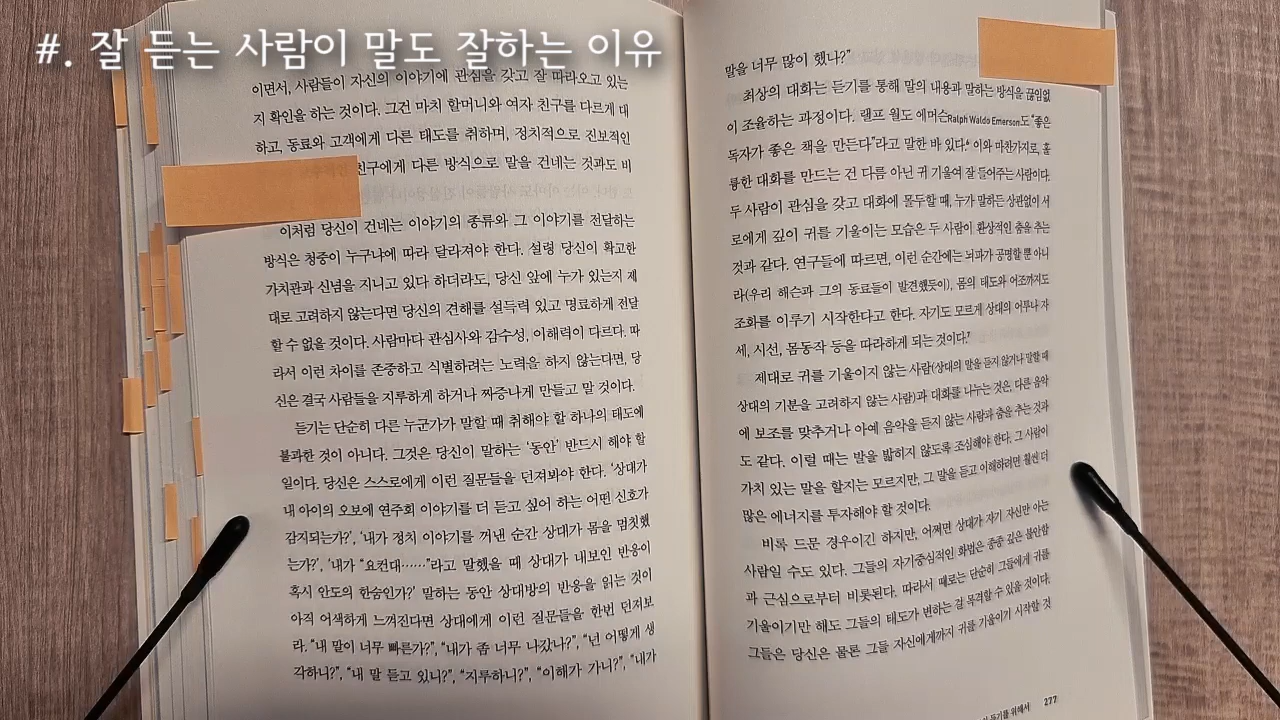 #. 잘 듣는 사람이 말도 잘하는 이유
이면서, 사람들이 자신의 이야기에 관심을 갖고 잘 따라오고 있는
지 확인을 하는 것이다. 그건 마치 할머니와 여자 친구를 다르게 대
하고, 동료와 고객에게 다른 태도를 취하며, 정치적으로 진보적인
친구에게 다른 방식으로 말을 건네는 것과도 비
이처럼 당신이 건네는 이야기의 종류와 그 이야기를 전달하는
방식은 청중이 누구냐에 따라 달라져야 한다. 설령 당신이 확고한
가치관과 신념을 지니고 있다 하더라도, 당신 앞에 누가 있는지 제
대로 고려하지 않는다면 당신의 견해를 설득력 있고 명료하게 전달
할 수 없을 것이다. 사람마다 관심사와 감수성, 이해력이 다르다. 따
라서 이런 차이를 존중하고 식별하려는 노력을 하지 않는다면, 당
신은 결국 사람들을 지루하게 하거나 짜증나게 만들고 말 것이다.
듣기는 단순히 다른 누군가가 말할 때 취해야 할 하나의 태도에
불과한 것이 아니다. 그것은 당신이 말하는 ‘동안’ 반드시 해야 할
일이다. 당신은 스스로에게 이런 질문들을 던져봐야 한다. ‘상대가
내 아이의 오보에 연주회 이야기를 더 듣고 싶어 하는 어떤 신호가
감지되는가?’, ‘내가 정치 이야기를 꺼낸 순간 상대가 몸을 멈칫했
는가?’, ‘내가 “요컨대……”라고 말했을 때 상대가 내보인 반응이
혹시 안도의 한숨인가?’ 말하는 동안 상대방의 반응을 읽는 것이
아직 어색하게 느껴진다면 상대에게 이런 질문들을 한번 던져보
라. “내 말이 너무 빠른가?”, “내가 좀 너무 나갔나?”, “넌 어떻게 생
각하니?”, “내 말 듣고 있니?”, “지루하니?”, “이해가 가니?”, “내가
말을 너무 많이 했나?”
최상의 대화는 듣기를 통해 말의 내용과 말하는 방식을 끊임없
이 조율하는 과정이다. 랠프 월도 에머슨Ralph Waldo Emerson도 “좋은
독자가 좋은 책을 만든다”라고 말한 바 있다.⁶ 이와 마찬가지로, 훌
륭한 대화를 만드는 건 다름 아닌 귀 기울여 잘 들어주는 사람이다.
두 사람이 관심을 갖고 대화에 몰두할 때, 누가 말하든 상관없이 서
로에게 깊이 귀를 기울이는 모습은 두 사람이 환상적인 춤을 추는
것과 같다. 연구들에 따르면, 이런 순간에는 뇌파가 공명할 뿐 아니
라(우리 해슨과 그의 동료들이 발견했듯이), 몸의 태도와 어조까지도
조화를 이루기 시작한다고 한다. 자기도 모르게 상대의 어투나 자
세, 시선, 몸동작 등을 따라하게 되는 것이다.⁷
제대로 귀를 기울이지 않는 사람(상대의 말을 듣지 않거나 말할 때
상대의 기분을 고려하지 않는 사람)과 대화를 나누는 것은, 다른 음악
에 보조를 맞추거나 아예 음악을 듣지 않는 사람과 춤을 추는 것과
도 같다. 이럴 때는 발을 밟히지 않도록 조심해야 한다. 그 사람이
가치 있는 말을 할지는 모르지만, 그 말을 듣고 이해하려면 훨씬 더
많은 에너지를 투자해야 할 것이다.
비록 드문 경우이긴 하지만, 어쩌면 상대가 자기 자신만 아는
사람일 수도 있다. 그들의 자기중심적인 화법은 종종 깊은 불안감
과 근심으로부터 비롯된다. 따라서 때로는 단순히 그들에게 귀를
기울이기만 해도 그들의 태도가 변하는 걸 목격할 수 있을 것이다.
그들은 당신은 물론 그들 자신에게까지 귀를 기울이기 시작할 것
듣기를 위해서 277